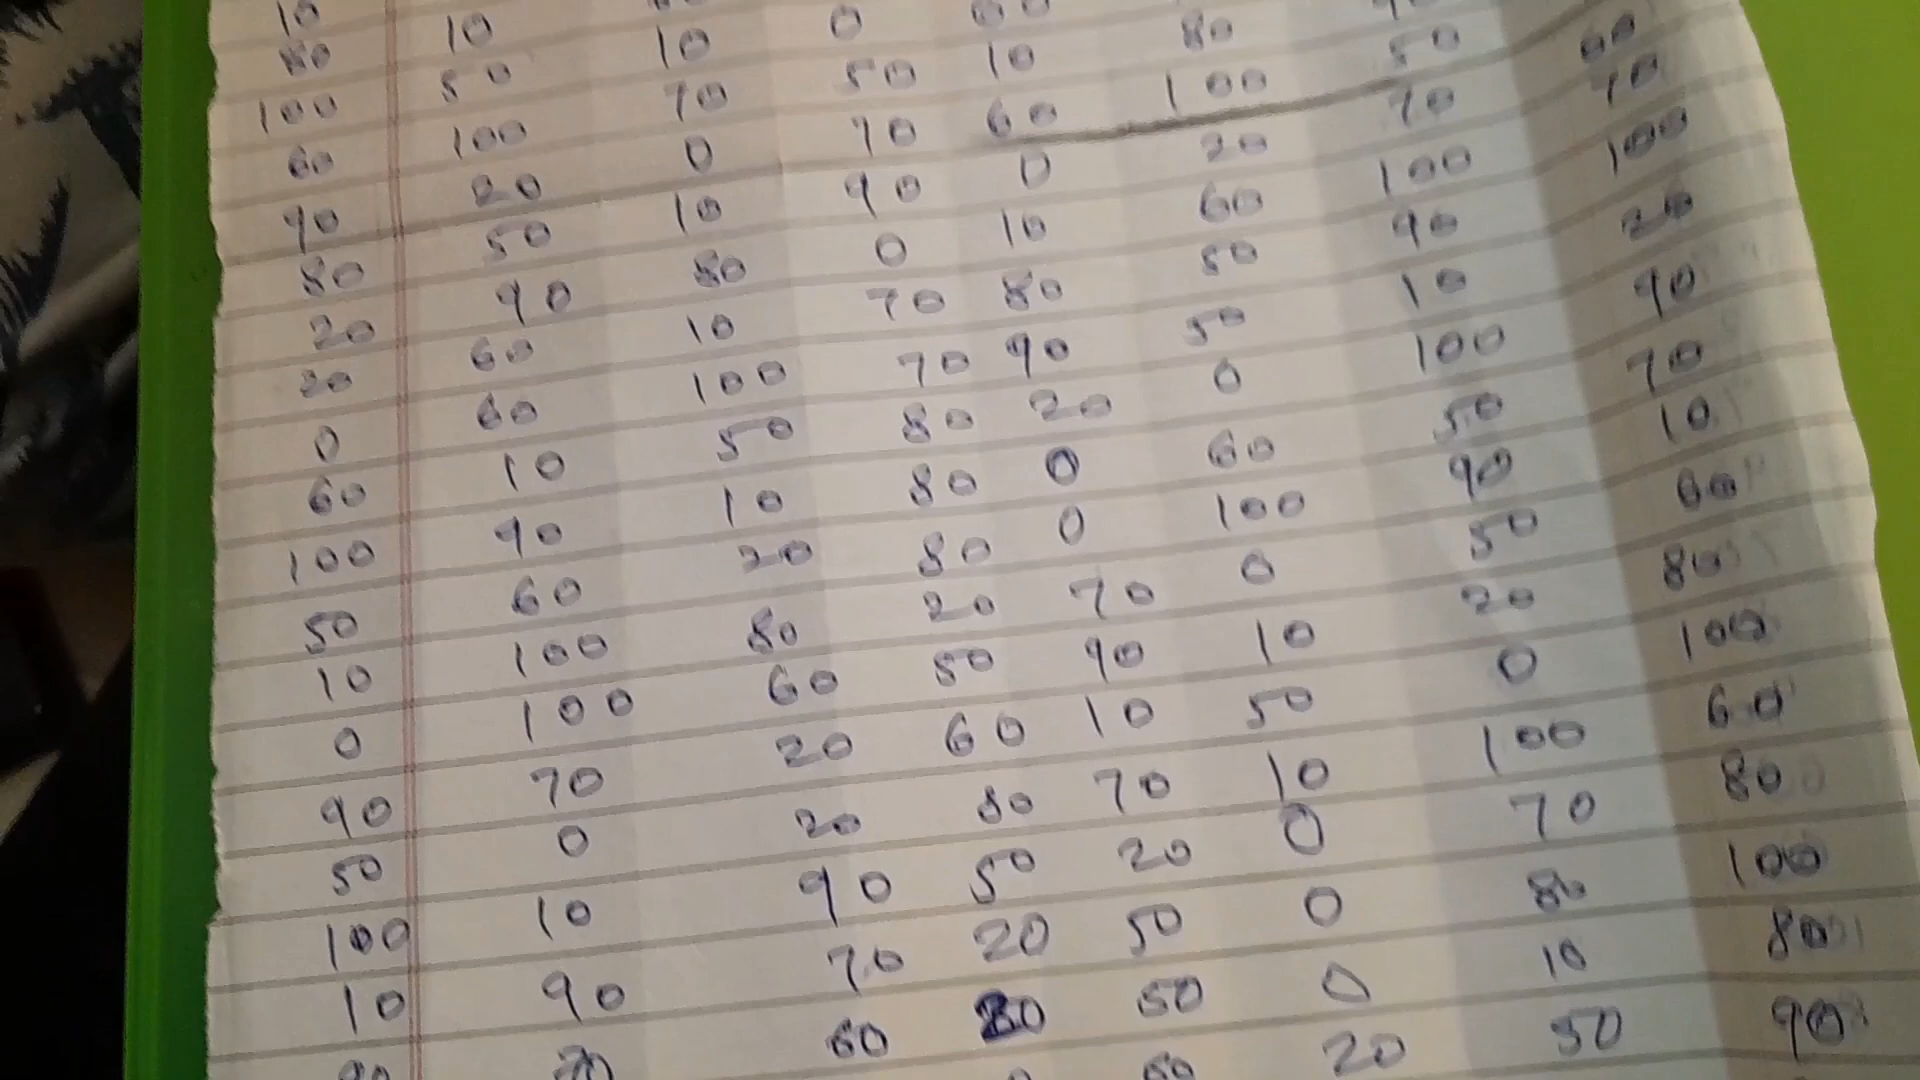 10
80 10
100 50 10 0
60 100 70 50 10 80
90 20 0 70 60 100 50 60
80 50 10 90 0 20 70 70
20 90 80 0 10 60 100 100
20 60 10 70 80 50 90 20
0 60 100 70 90 50 10 90
60 10 50 80 20 0 100 70
100 90 10 80 0 60 50 10
50 60 20 80 0 100 90 60
10 100 80 20 70 0 50 80
0 100 60 50 90 10 20 100
90 70 20 60 10 50 0 60
50 0 20 80 70 10 100 80
100 10 90 50 20 0 70 100
10 90 70 20 50 0 80 80
60 80 50 0 10 90
20 50